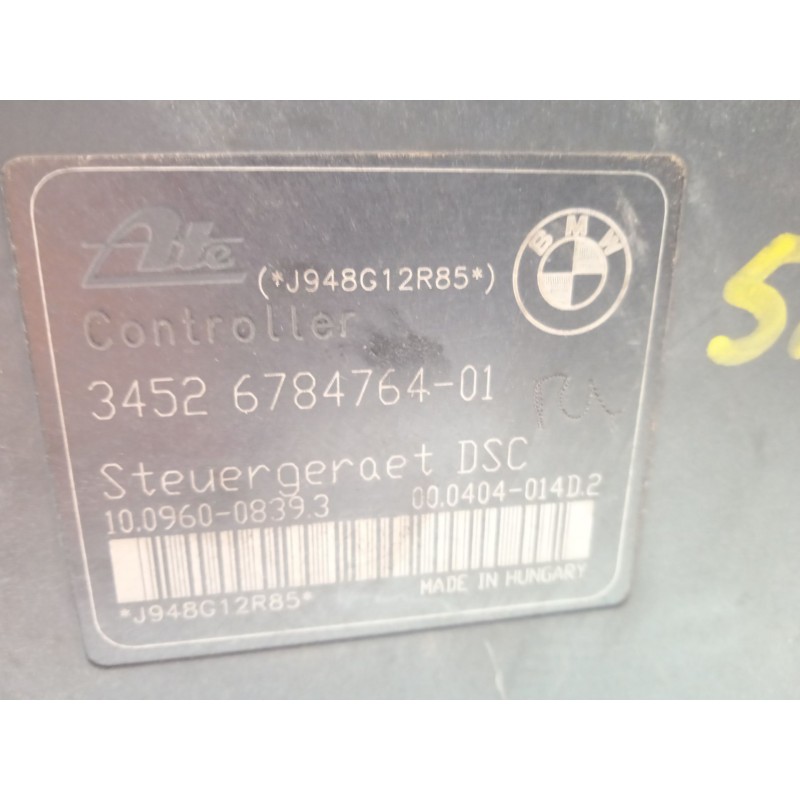 Ate
(*J948G12R85*)
BMW
Controller
3452 6784764-01
Steuergeraet DSC
10.0960-0839.3 00.0404-014D.2
MADE IN HUNGARY
*J948G12R85*